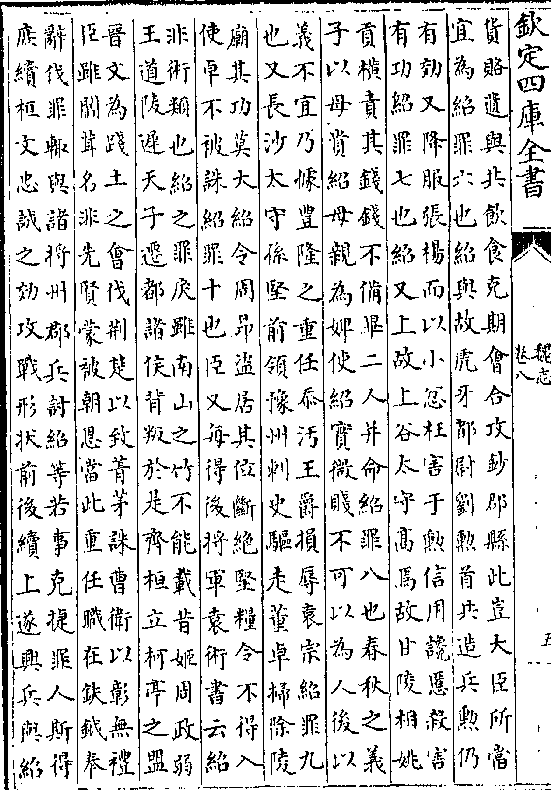 欽定四庫全書
魏志
卷八
五
貨賂遺與共飲食克期會合攻鈔郡縣此豈大臣所當
宜為紹罪六也紹與故虎牙都尉劉勲首共造兵勲仍
有効又降服張楊而以小忿枉害于勲信用讒慝殺害
有功紹罪七也紹又上故上谷太守髙焉故甘陵相姚
貢橫責其錢錢不備畢二人并命紹罪八也春秋之義
子以母貴紹母親為婢使紹實微賤不可以為人後以
義不宜乃據豐隆之重任忝汚王爵損辱袁宗紹罪九
也又長沙太守孫堅前領豫州刺史驅走董卓掃除陵
廟其功莫大紹令周昂盜居其位斷絶堅糧令不得入
使卓不被誅紹罪十也臣又每得後將軍袁術書云紹
非術類也紹之罪戾雖南山之竹不能載昔姬周政弱
王道陵遲天子遷都諸侯背叛於是齊桓立柯亭之盟
晉文為踐土之會伐荆楚以致菁茅誅曹衛以彰無禮
臣雖闒茸名非先賢蒙被朝恩當此重任職在鈇鉞奉
辭伐罪輒與諸將州郡兵討紹等若事克捷罪人斯得
庶續桓文忠誠之効攻戰形狀前後續上遂興兵與紹